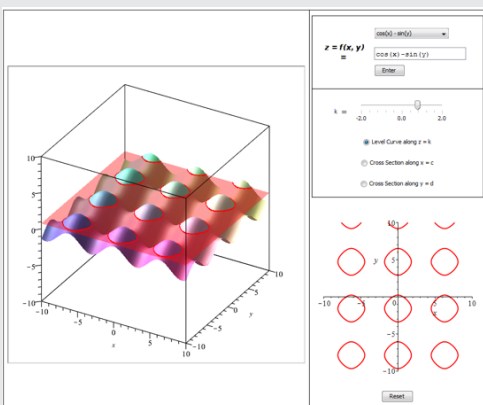 cos(x) - sin(y)
z = f(x, y)
=
cos(x)-sin(y)
Enter
k =
-2.0 0.0 2.0
Level Curve along z = k
Cross Section along x = c
Cross Section along y = d
10
5
0
-5
-10
-10
-5
0
x
5
10
-10
-5
0
y
5
10
10
y
5
-10 -5 0 5 10
x
-5
-10
Reset